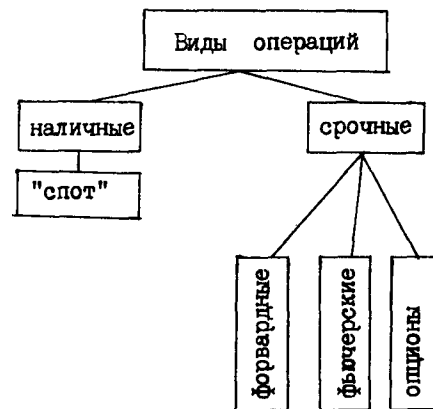 Виды операций
наличные
срочные
"спот"
форвардные
фьючерские
опционы